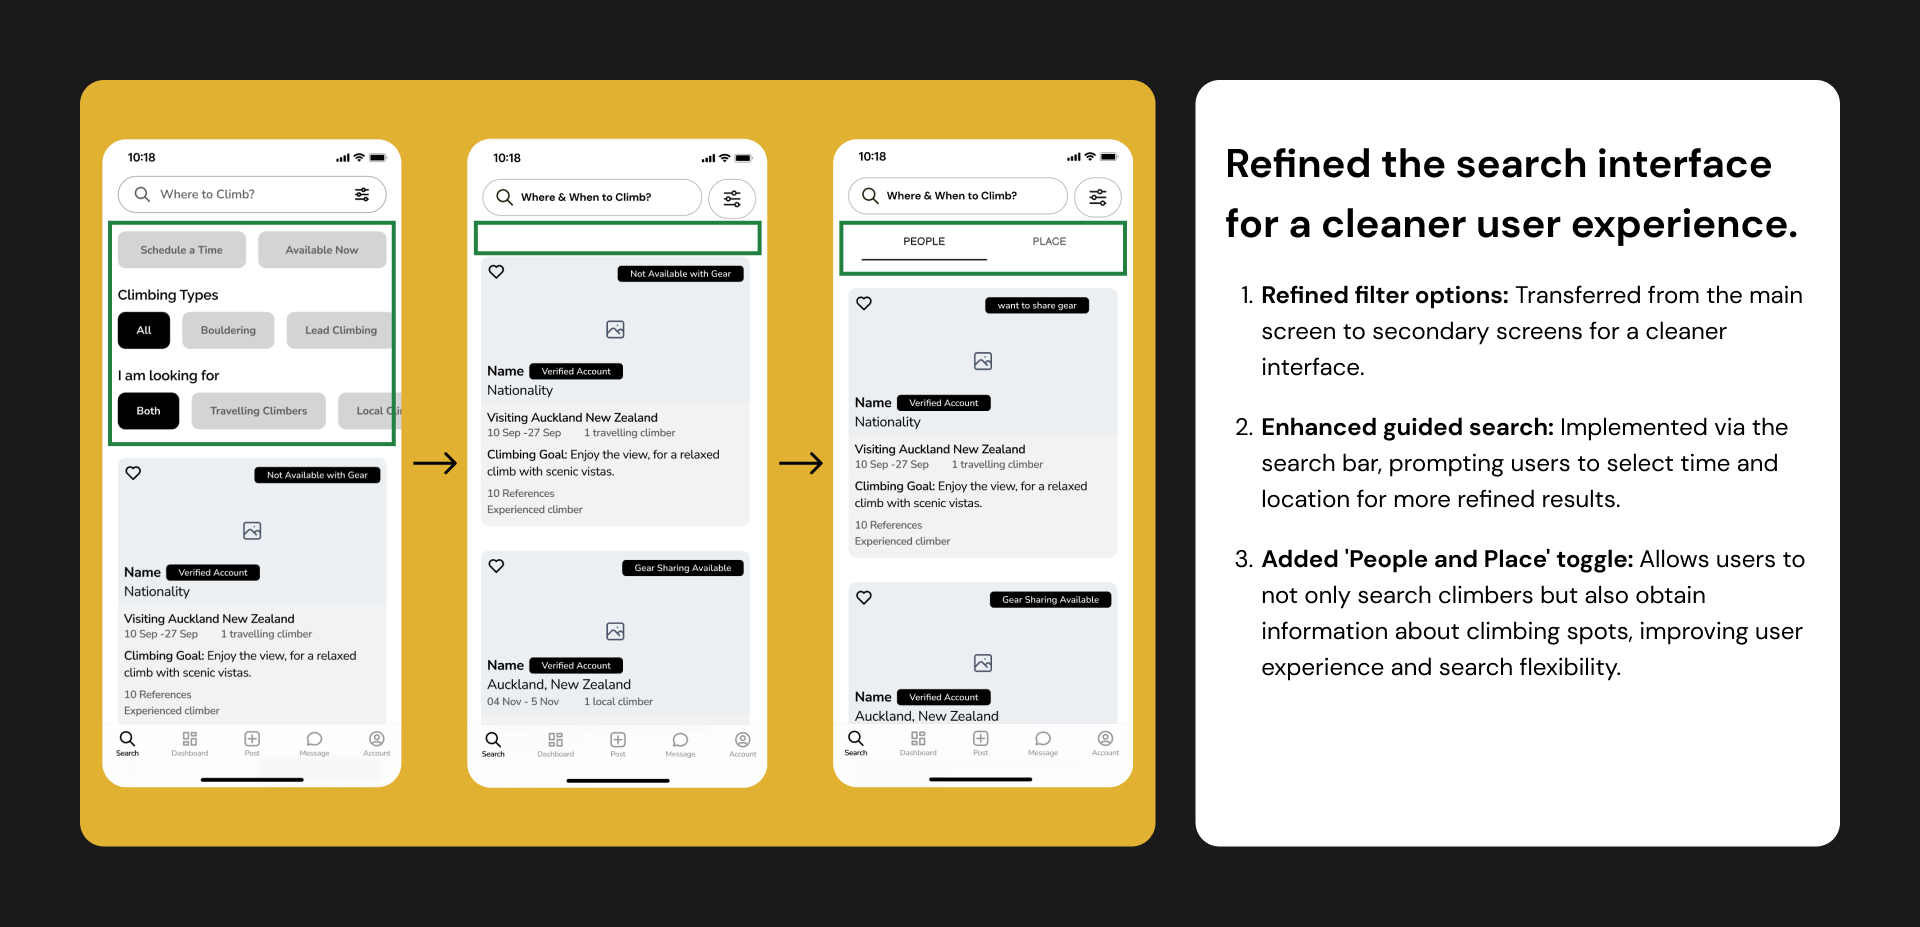 10:18
Where to Climb?
Schedule a Time
Available Now
Climbing Types
All
Bouldering
Lead Climbing
I am looking for
Both
Travelling Climbers
Local Cli
Not Available with Gear
Name
Verified Account
Nationality
Visiting Auckland New Zealand
10 Sep -27 Sep
1 travelling climber
Climbing Goal: Enjoy the view, for a relaxed
climb with scenic vistas.
10 References
Experienced climber
Search
Dashboard
Post
Message
Account
10:18
Where & When to Climb?
Not Available with Gear
Name
Verified Account
Nationality
Visiting Auckland New Zealand
10 Sep -27 Sep
1 travelling climber
Climbing Goal: Enjoy the view, for a relaxed
climb with scenic vistas.
10 References
Experienced climber
Gear Sharing Available
Name
Verified Account
Auckland, New Zealand
04 Nov - 5 Nov
1 local climber
Search
Dashboard
Post
Message
Account
10:18
Where & When to Climb?
PEOPLE
PLACE
want to share gear
Name
Verified Account
Nationality
Visiting Auckland New Zealand
10 Sep -27 Sep
1 travelling climber
Climbing Goal: Enjoy the view, for a relaxed
climb with scenic vistas.
10 References
Experienced climber
Gear Sharing Available
Name
Verified Account
Auckland, New Zealand
Search
Dashboard
Post
Message
Account
Refined the search interface
for a cleaner user experience.
1. Refined filter options: Transferred from the main
screen to secondary screens for a cleaner
interface.
2. Enhanced guided search: Implemented via the
search bar, prompting users to select time and
location for more refined results.
3. Added 'People and Place' toggle: Allows users to
not only search climbers but also obtain
information about climbing spots, improving user
experience and search flexibility.